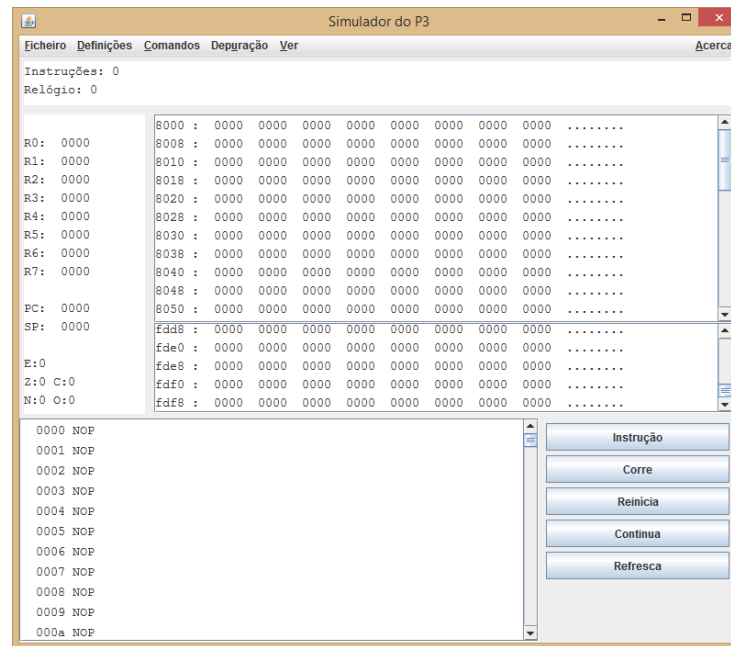 Simulador do P3
Ficheiro Definições Comandos Depuração Ver Acerca
Instruções: 0
Relógio: 0
R0: 0000
R1: 0000
R2: 0000
R3: 0000
R4: 0000
R5: 0000
R6: 0000
R7: 0000
PC: 0000
SP: 0000
E:0
Z:0 C:0
N:0 O:0
8000 : 0000 0000 0000 0000 0000 0000 0000 0000 ........
8008 : 0000 0000 0000 0000 0000 0000 0000 0000 ........
8010 : 0000 0000 0000 0000 0000 0000 0000 0000 ........
8018 : 0000 0000 0000 0000 0000 0000 0000 0000 ........
8020 : 0000 0000 0000 0000 0000 0000 0000 0000 ........
8028 : 0000 0000 0000 0000 0000 0000 0000 0000 ........
8030 : 0000 0000 0000 0000 0000 0000 0000 0000 ........
8038 : 0000 0000 0000 0000 0000 0000 0000 0000 ........
8040 : 0000 0000 0000 0000 0000 0000 0000 0000 ........
8048 : 0000 0000 0000 0000 0000 0000 0000 0000 ........
8050 : 0000 0000 0000 0000 0000 0000 0000 0000 ........
fdd8 : 0000 0000 0000 0000 0000 0000 0000 0000 ........
fde0 : 0000 0000 0000 0000 0000 0000 0000 0000 ........
fde8 : 0000 0000 0000 0000 0000 0000 0000 0000 ........
fdf0 : 0000 0000 0000 0000 0000 0000 0000 0000 ........
fdf8 : 0000 0000 0000 0000 0000 0000 0000 0000 ........
0000 NOP
0001 NOP
0002 NOP
0003 NOP
0004 NOP
0005 NOP
0006 NOP
0007 NOP
0008 NOP
0009 NOP
000a NOP
Instrução
Corre
Reinicia
Continua
Refresca